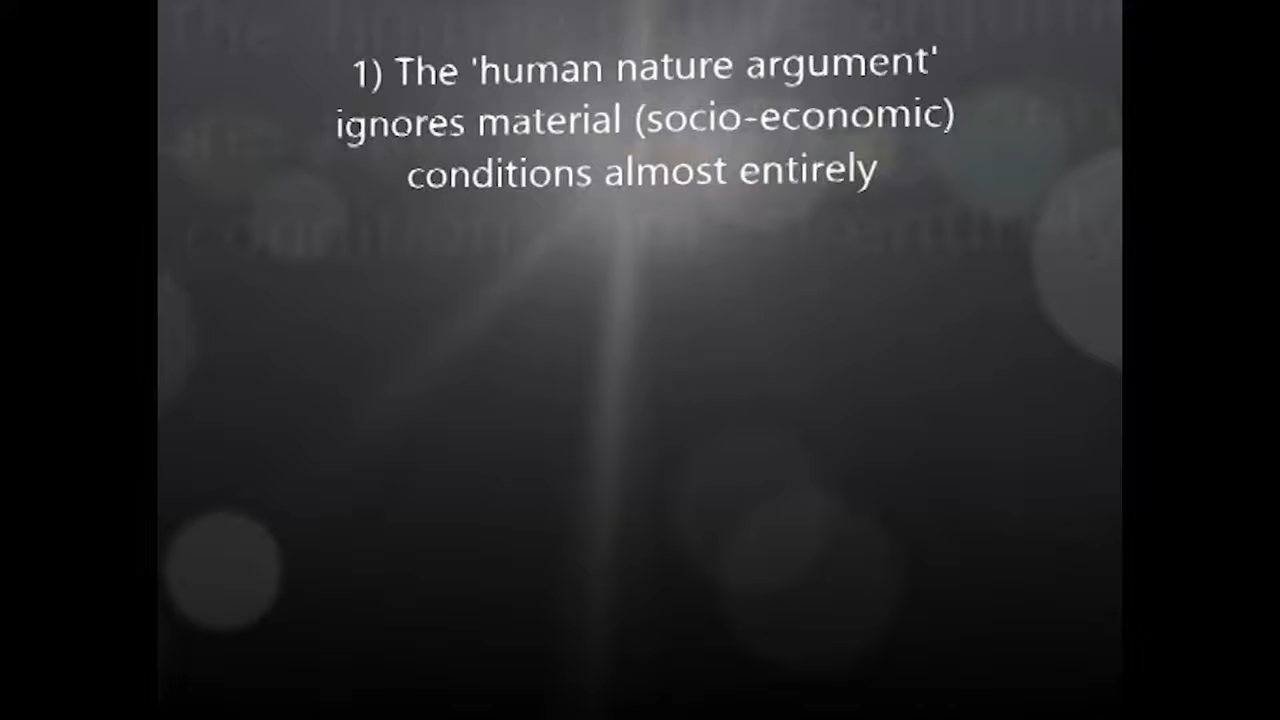 1) The 'human nature argument'
ignores material (socio-economic)
conditions almost entirely